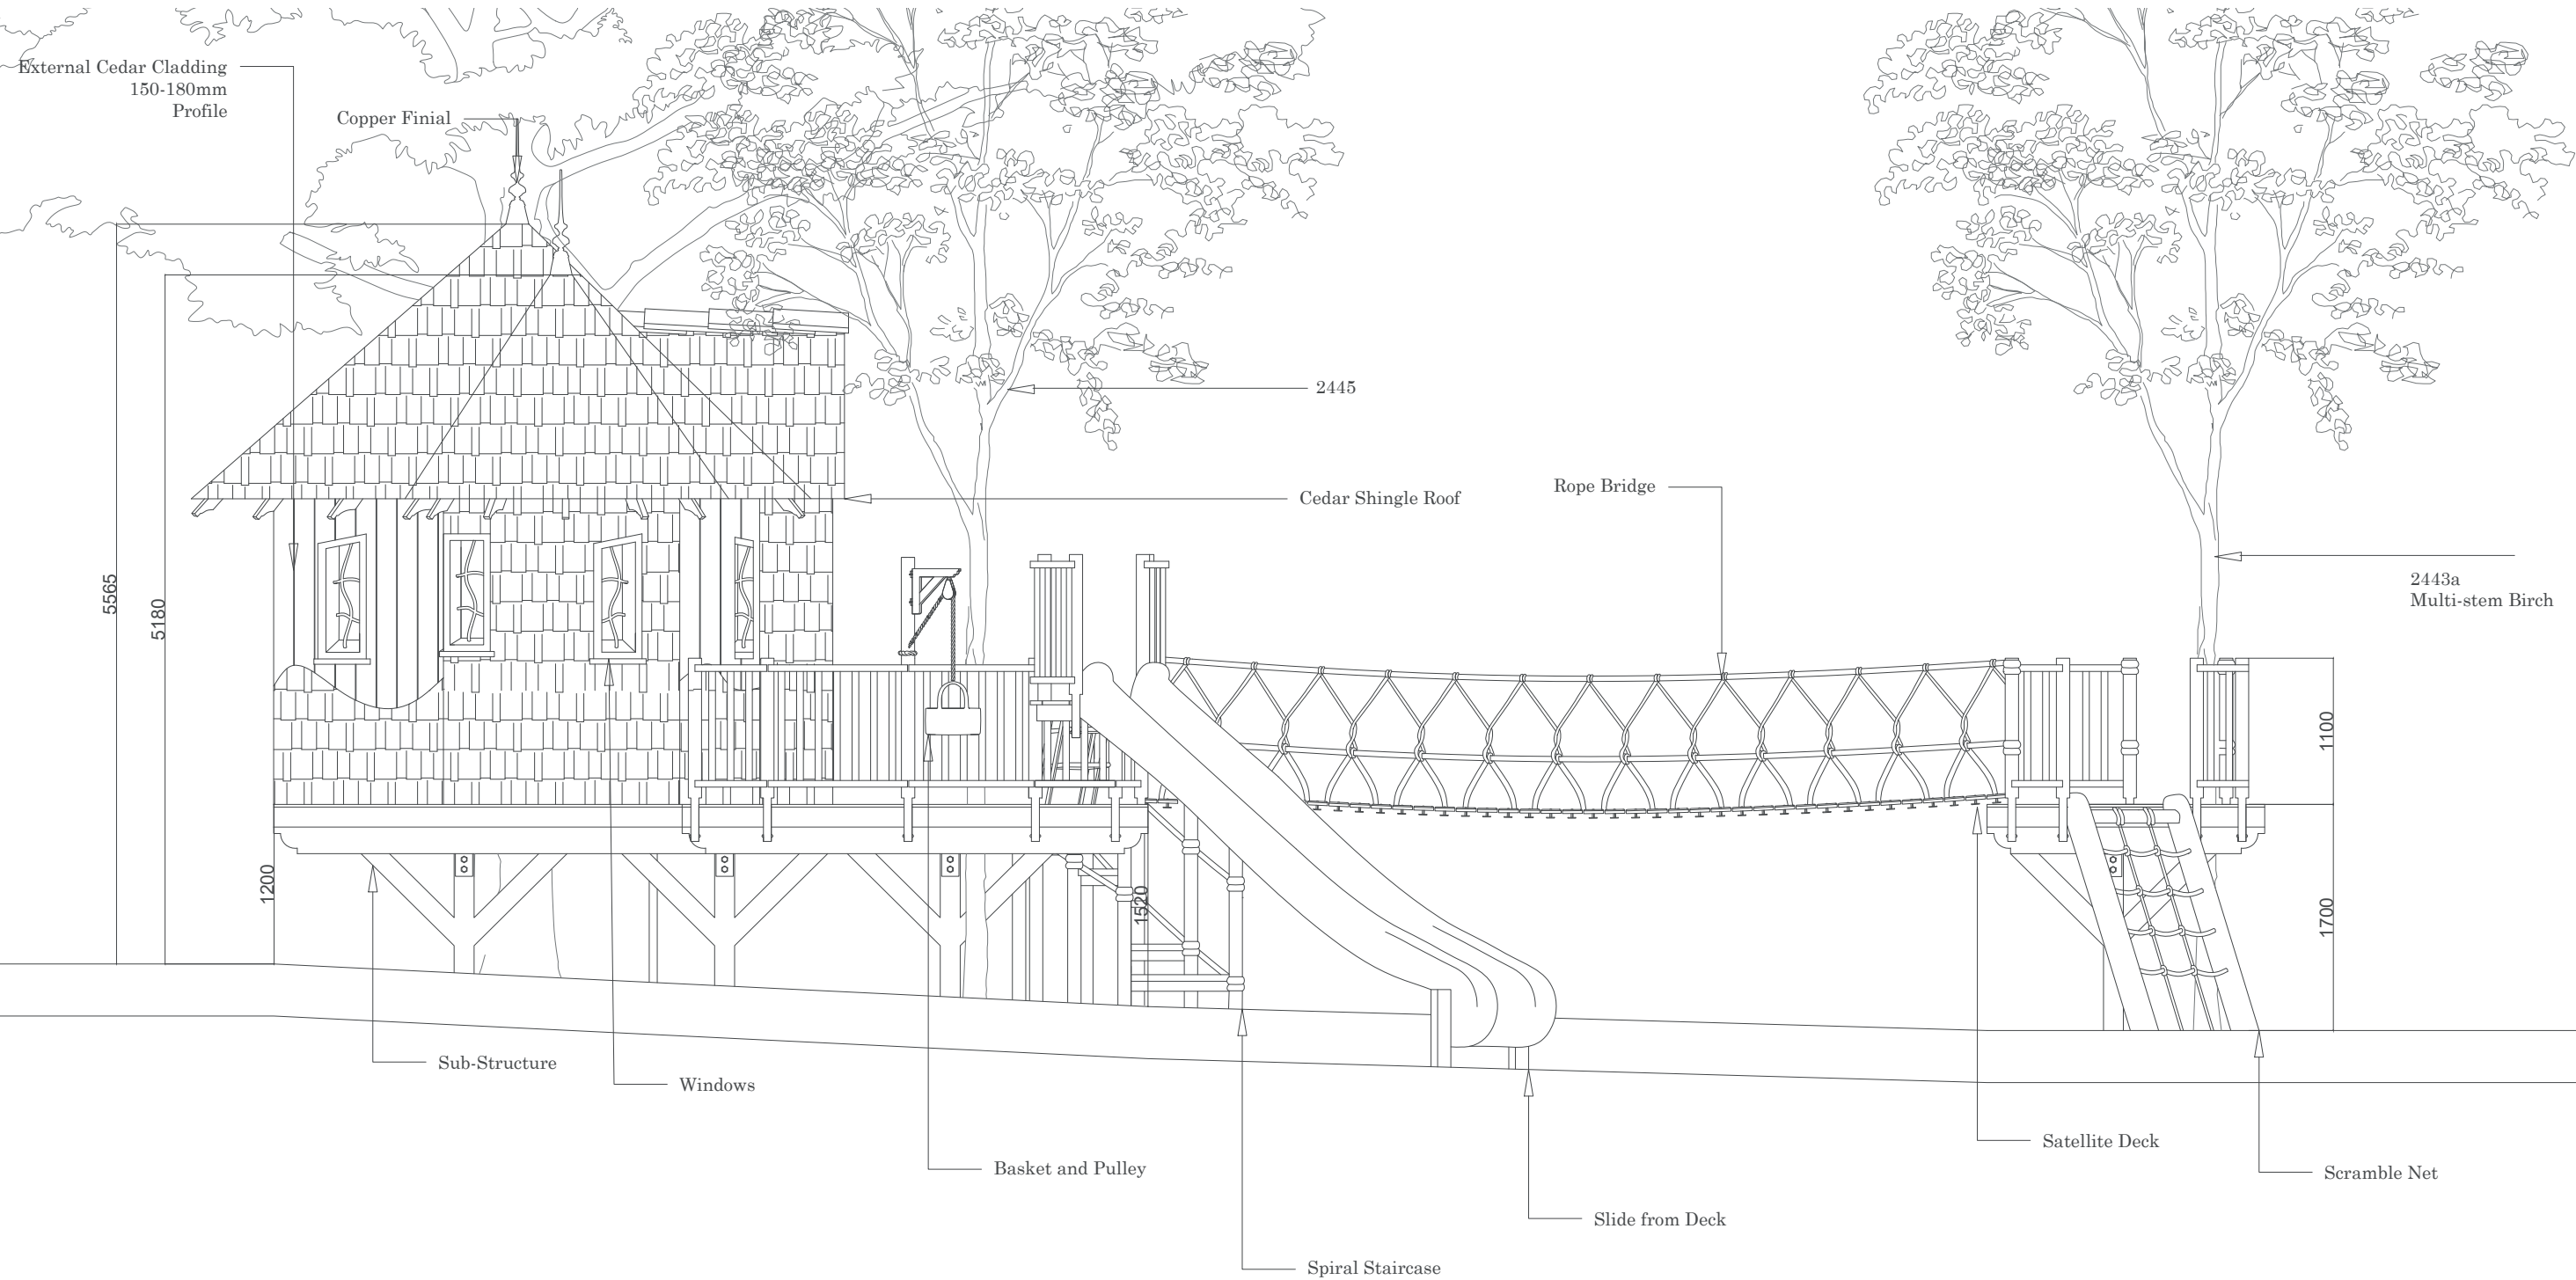 External Cedar Cladding
150-180mm
Profile
Copper Finial
2445
Cedar Shingle Roof
Rope Bridge
2443a
Multi-stem Birch
5565
5180
1200
1520
1100
1700
Sub-Structure
Windows
Basket and Pulley
Satellite Deck
Scramble Net
Slide from Deck
Spiral Staircase